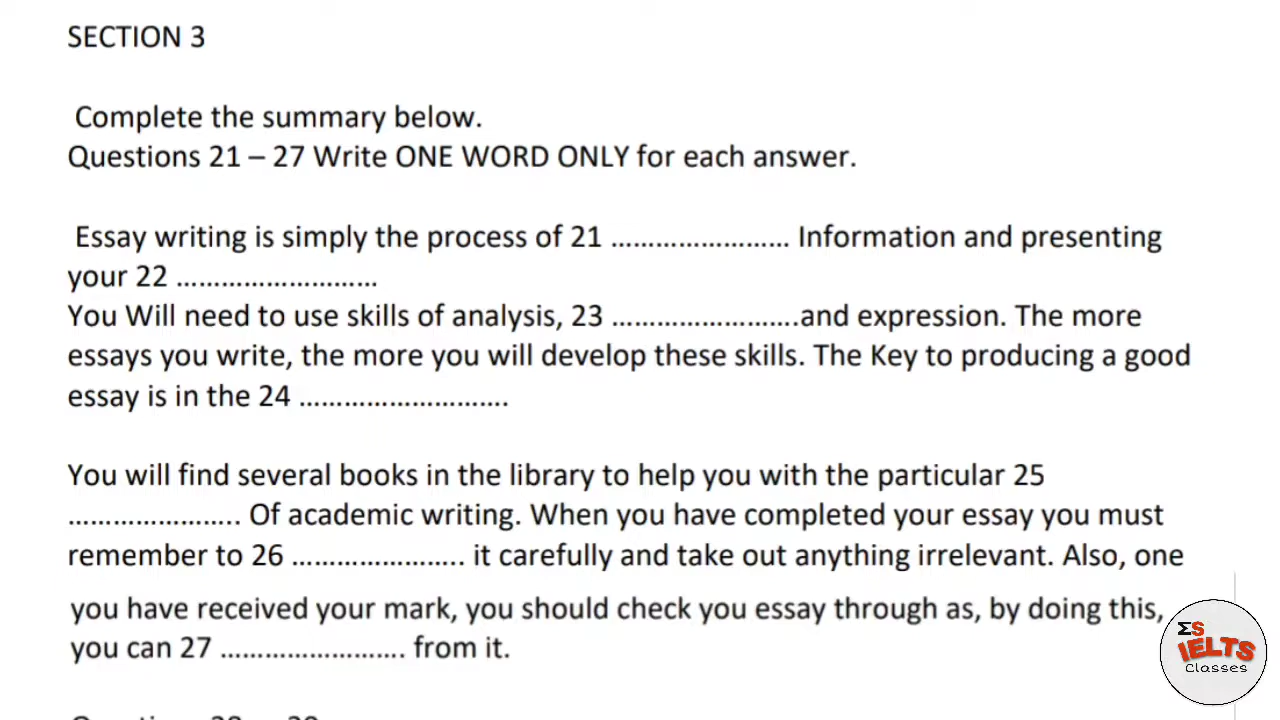 SECTION 3
Complete the summary below.
Questions 21 – 27 Write ONE WORD ONLY for each answer.
Essay writing is simply the process of 21 ........................ Information and presenting
your 22 ...........................
You Will need to use skills of analysis, 23 .........................and expression. The more
essays you write, the more you will develop these skills. The Key to producing a good
essay is in the 24 ............................
You will find several books in the library to help you with the particular 25
....................... Of academic writing. When you have completed your essay you must
remember to 26 ....................... it carefully and take out anything irrelevant. Also, one
you have received your mark, you should check you essay through as, by doing this,
you can 27 ......................... from it.
ΣS
IELTS
Classes